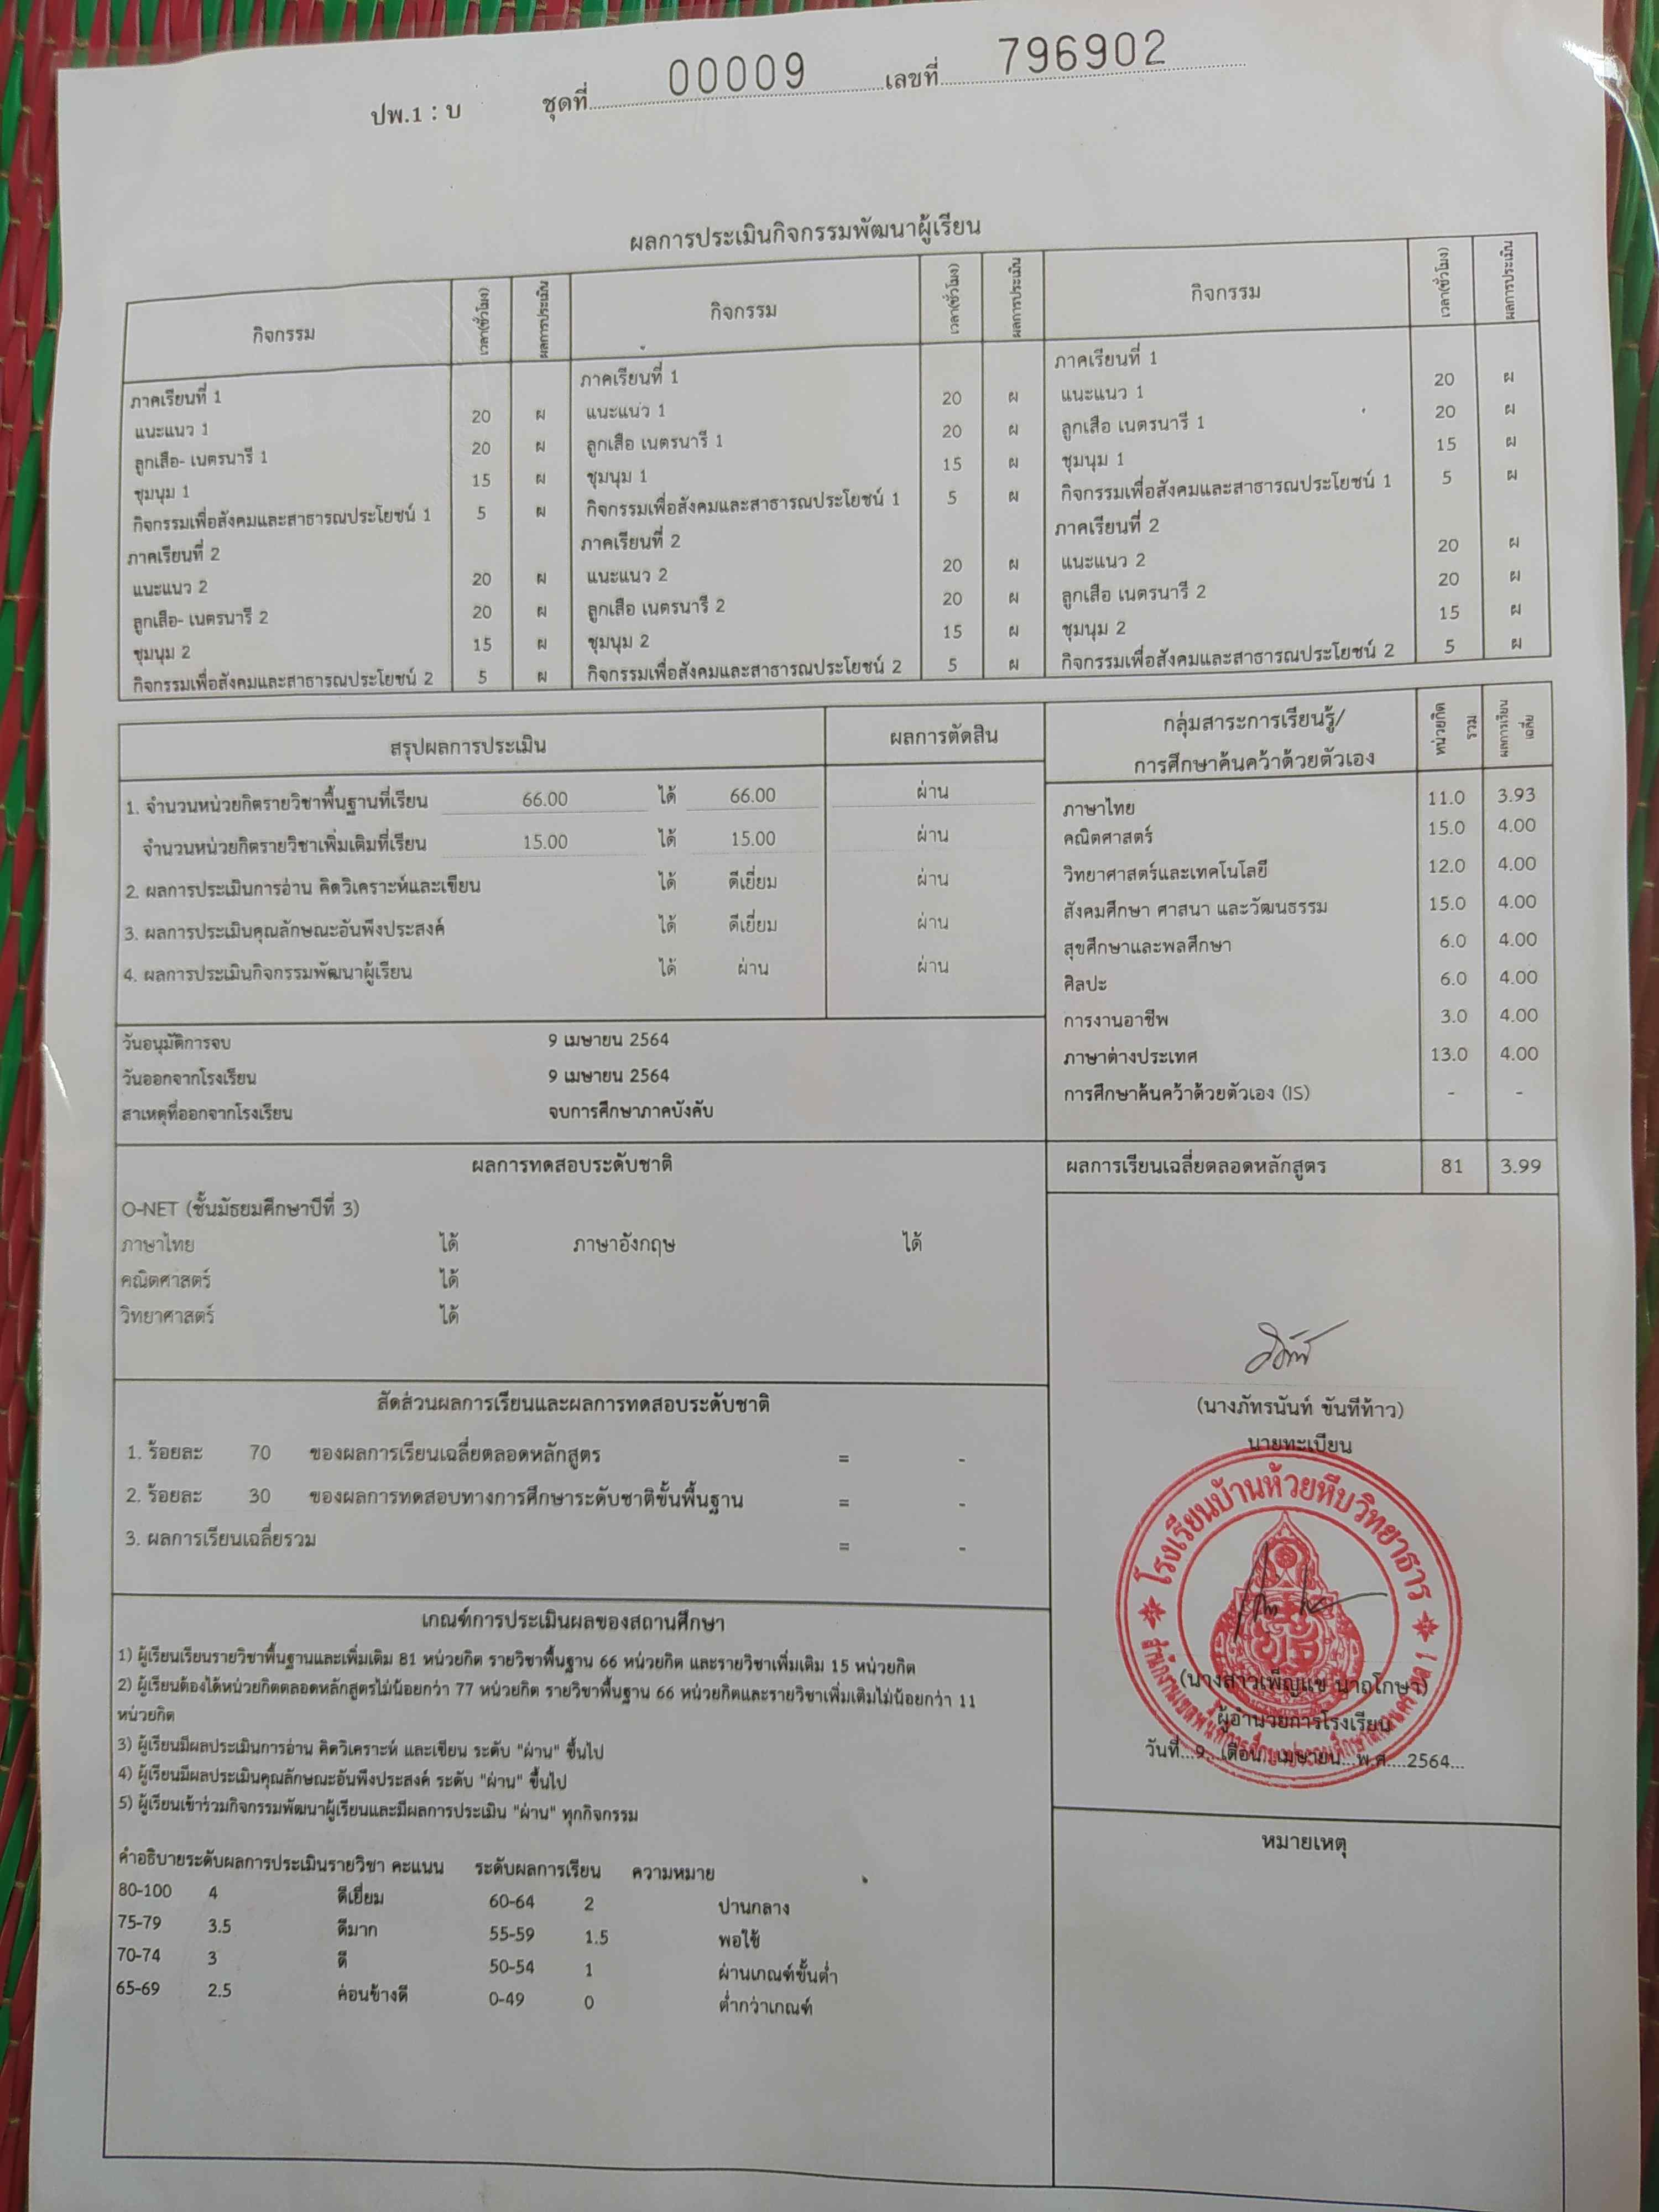 ปพ.1 : บ ชุดที่ 00009 เลขที่ 796902
ผลการประเมินกิจกรรมพัฒนาผู้เรียน
กิจกรรม เวลา(ชั่วโมง) ผลการประเมิน กิจกรรม เวลา(ชั่วโมง) ผลการประเมิน กิจกรรม เวลา(ชั่วโมง) ผลการประเมิน
ภาคเรียนที่ 1 ภาคเรียนที่ 1 ภาคเรียนที่ 1
แนะแนว 1 20 ผ แนะแนว 1 20 ผ แนะแนว 1 20 ผ
ลูกเสือ- เนตรนารี 1 20 ผ ลูกเสือ เนตรนารี 1 20 ผ ลูกเสือ เนตรนารี 1 20 ผ
ชุมนุม 1 15 ผ ชุมนุม 1 15 ผ ชุมนุม 1 15 ผ
กิจกรรมเพื่อสังคมและสาธารณประโยชน์ 1 5 ผ กิจกรรมเพื่อสังคมและสาธารณประโยชน์ 1 5 ผ กิจกรรมเพื่อสังคมและสาธารณประโยชน์ 1 5 ผ
ภาคเรียนที่ 2 ภาคเรียนที่ 2 ภาคเรียนที่ 2
แนะแนว 2 20 ผ แนะแนว 2 20 ผ แนะแนว 2 20 ผ
ลูกเสือ- เนตรนารี 2 20 ผ ลูกเสือ เนตรนารี 2 20 ผ ลูกเสือ เนตรนารี 2 20 ผ
ชุมนุม 2 15 ผ ชุมนุม 2 15 ผ ชุมนุม 2 15 ผ
กิจกรรมเพื่อสังคมและสาธารณประโยชน์ 2 5 ผ กิจกรรมเพื่อสังคมและสาธารณประโยชน์ 2 5 ผ กิจกรรมเพื่อสังคมและสาธารณประโยชน์ 2 5 ผ
สรุปผลการประเมิน ผลการตัดสิน
1. จำนวนหน่วยกิตรายวิชาพื้นฐานที่เรียน 66.00 ได้ 66.00 ผ่าน
จำนวนหน่วยกิตรายวิชาเพิ่มเติมที่เรียน 15.00 ได้ 15.00 ผ่าน
2. ผลการประเมินการอ่าน คิดวิเคราะห์และเขียน ได้ ดีเยี่ยม ผ่าน
3. ผลการประเมินคุณลักษณะอันพึงประสงค์ ได้ ดีเยี่ยม ผ่าน
4. ผลการประเมินกิจกรรมพัฒนาผู้เรียน ได้ ผ่าน ผ่าน
วันอนุมัติการจบ 9 เมษายน 2564
วันออกจากโรงเรียน 9 เมษายน 2564
สาเหตุที่ออกจากโรงเรียน จบการศึกษาภาคบังคับ
กลุ่มสาระการเรียนรู้/ หน่วยกิตรวม ผลการเรียนเฉลี่ย
การศึกษาค้นคว้าด้วยตัวเอง
ภาษาไทย 11.0 3.93
คณิตศาสตร์ 15.0 4.00
วิทยาศาสตร์และเทคโนโลยี 12.0 4.00
สังคมศึกษา ศาสนา และวัฒนธรรม 15.0 4.00
สุขศึกษาและพลศึกษา 6.0 4.00
ศิลปะ 6.0 4.00
การงานอาชีพ 3.0 4.00
ภาษาต่างประเทศ 13.0 4.00
การศึกษาค้นคว้าด้วยตัวเอง (IS) - -
ผลการเรียนเฉลี่ยตลอดหลักสูตร 81 3.99
ผลการทดสอบระดับชาติ
O-NET (ชั้นมัธยมศึกษาปีที่ 3)
ภาษาไทย ได้ ภาษาอังกฤษ ได้
คณิตศาสตร์ ได้
วิทยาศาสตร์ ได้
สัดส่วนผลการเรียนและผลการทดสอบระดับชาติ
1. ร้อยละ 70 ของผลการเรียนเฉลี่ยตลอดหลักสูตร = -
2. ร้อยละ 30 ของผลการทดสอบทางการศึกษาระดับชาติขั้นพื้นฐาน = -
3. ผลการเรียนเฉลี่ยรวม = -
เกณฑ์การประเมินผลของสถานศึกษา
1) ผู้เรียนเรียนรายวิชาพื้นฐานและเพิ่มเติม 81 หน่วยกิต รายวิชาพื้นฐาน 66 หน่วยกิต และรายวิชาเพิ่มเติม 15 หน่วยกิต
2) ผู้เรียนต้องได้หน่วยกิตตลอดหลักสูตรไม่น้อยกว่า 77 หน่วยกิต รายวิชาพื้นฐาน 66 หน่วยกิตและรายวิชาเพิ่มเติมไม่น้อยกว่า 11
หน่วยกิต
3) ผู้เรียนมีผลประเมินการอ่าน คิดวิเคราะห์ และเขียน ระดับ "ผ่าน" ขึ้นไป
4) ผู้เรียนมีผลประเมินคุณลักษณะอันพึงประสงค์ ระดับ "ผ่าน" ขึ้นไป
5) ผู้เรียนเข้าร่วมกิจกรรมพัฒนาผู้เรียนและมีผลการประเมิน "ผ่าน" ทุกกิจกรรม
คำอธิบายระดับผลการประเมินรายวิชา คะแนน ระดับผลการเรียน ความหมาย
80-100 4 ดีเยี่ยม 60-64 2 ปานกลาง
75-79 3.5 ดีมาก 55-59 1.5 พอใช้
70-74 3 ดี 50-54 1 ผ่านเกณฑ์ขั้นต่ำ
65-69 2.5 ค่อนข้างดี 0-49 0 ต่ำกว่าเกณฑ์
(นางภัทรนันท์ ขันทีท้าว)
นายทะเบียน
โรงเรียนบ้านห้วยหีบวิทยาธาร
(นางสาวเพ็ญแข นาถโกษา)
ผู้อำนวยการโรงเรียน
วันที่...9...เดือน...เมษายน...พ.ศ....2564...
หมายเหตุ